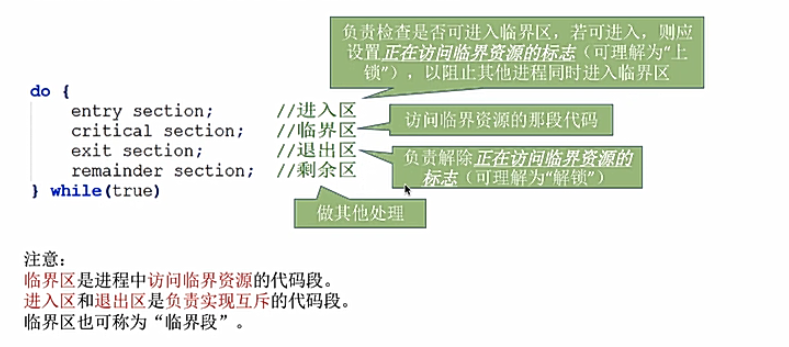 负责检查是否可进入临界区，若可进入，则应
设置正在访问临界资源的标志（可理解为“上
锁”），以阻止其他进程同时进入临界区
do {
entry section; //进入区
critical section; //临界区
访问临界资源的那段代码
exit section; //退出区
remainder section; //剩余区
负责解除正在访问临界资源的
标志（可理解为“解锁”）
} while(true)
做其他处理
注意：
临界区是进程中访问临界资源的代码段。
进入区和退出区是负责实现互斥的代码段。
临界区也可称为“临界段”。